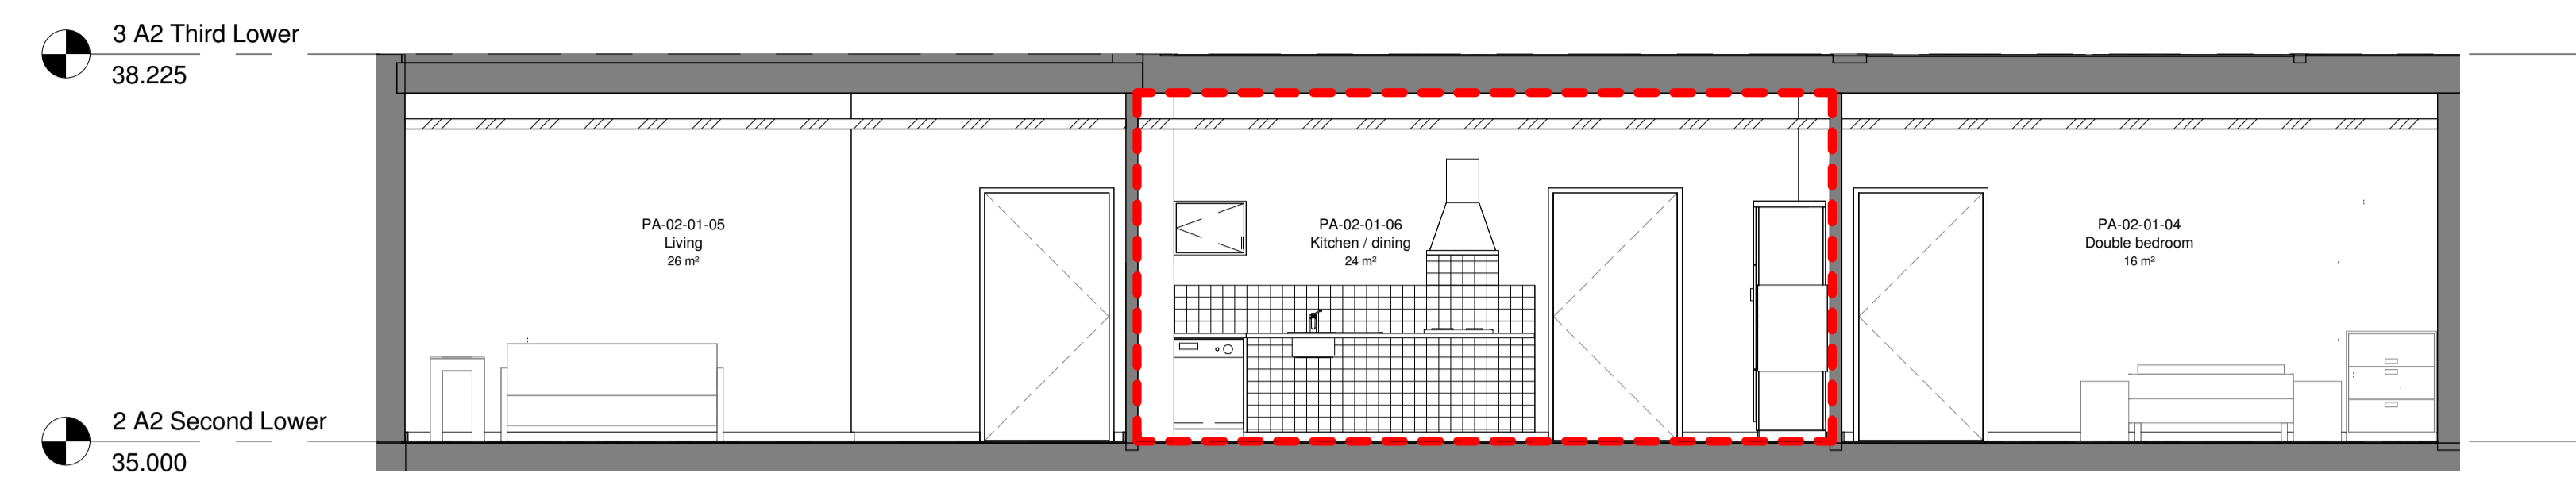 3 A2 Third Lower
38.225
PA-02-01-05
Living
26 m²
PA-02-01-06
Kitchen / dining
24 m²
PA-02-01-04
Double bedroom
16 m²
2 A2 Second Lower
35.000